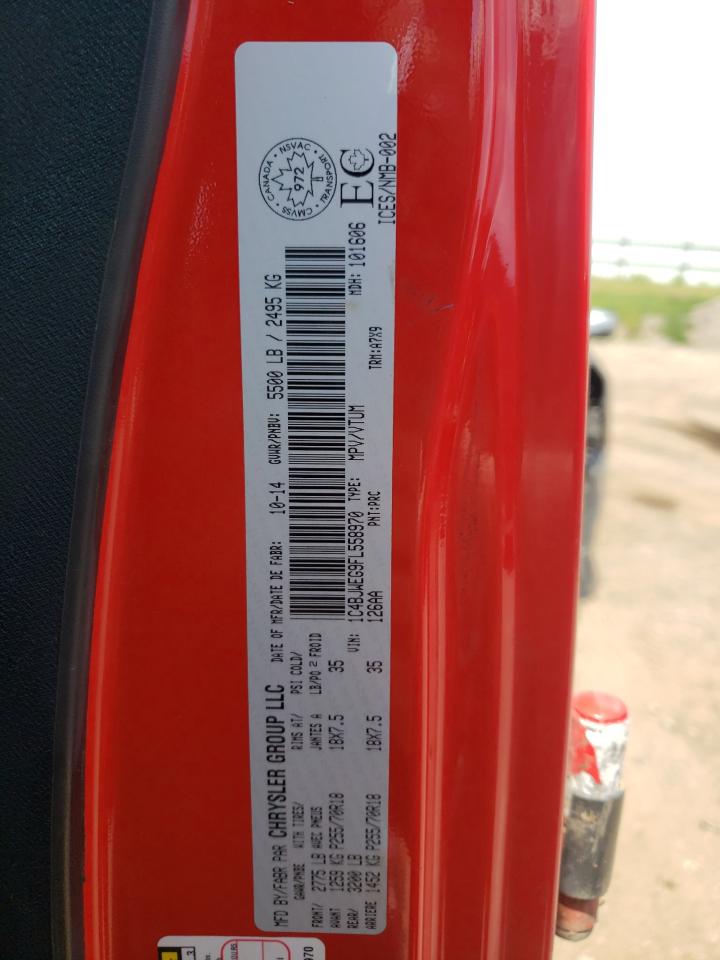 MFD BY/FABR PAR CHRYSLER GROUP LLC
DATE OF MFR/DATE DE FABR: 10-14 GVWR/PNBV: 5500 LB / 2495 KG
GAWR/PNBE WITH TIRES/ RIMS AT/ PSI COLD/
FRONT/ 2775 LB AVEC PNEUS JANTES A LB/PO2 FROID
AVANT 1259 KG P255/70R18 18X7.5 35
REAR/ 3200 LB
ARRIERE 1452 KG P255/70R18 18X7.5 35
VIN: 1C4BJWEG9FL558970 TYPE: MPV/VTUM MDH: 101606
126AA PNT:PRC TRM:A7X9
CANADA • NSVAC • TRANSPORT • CMVSS
972
EC
ICES/NMB-002
970